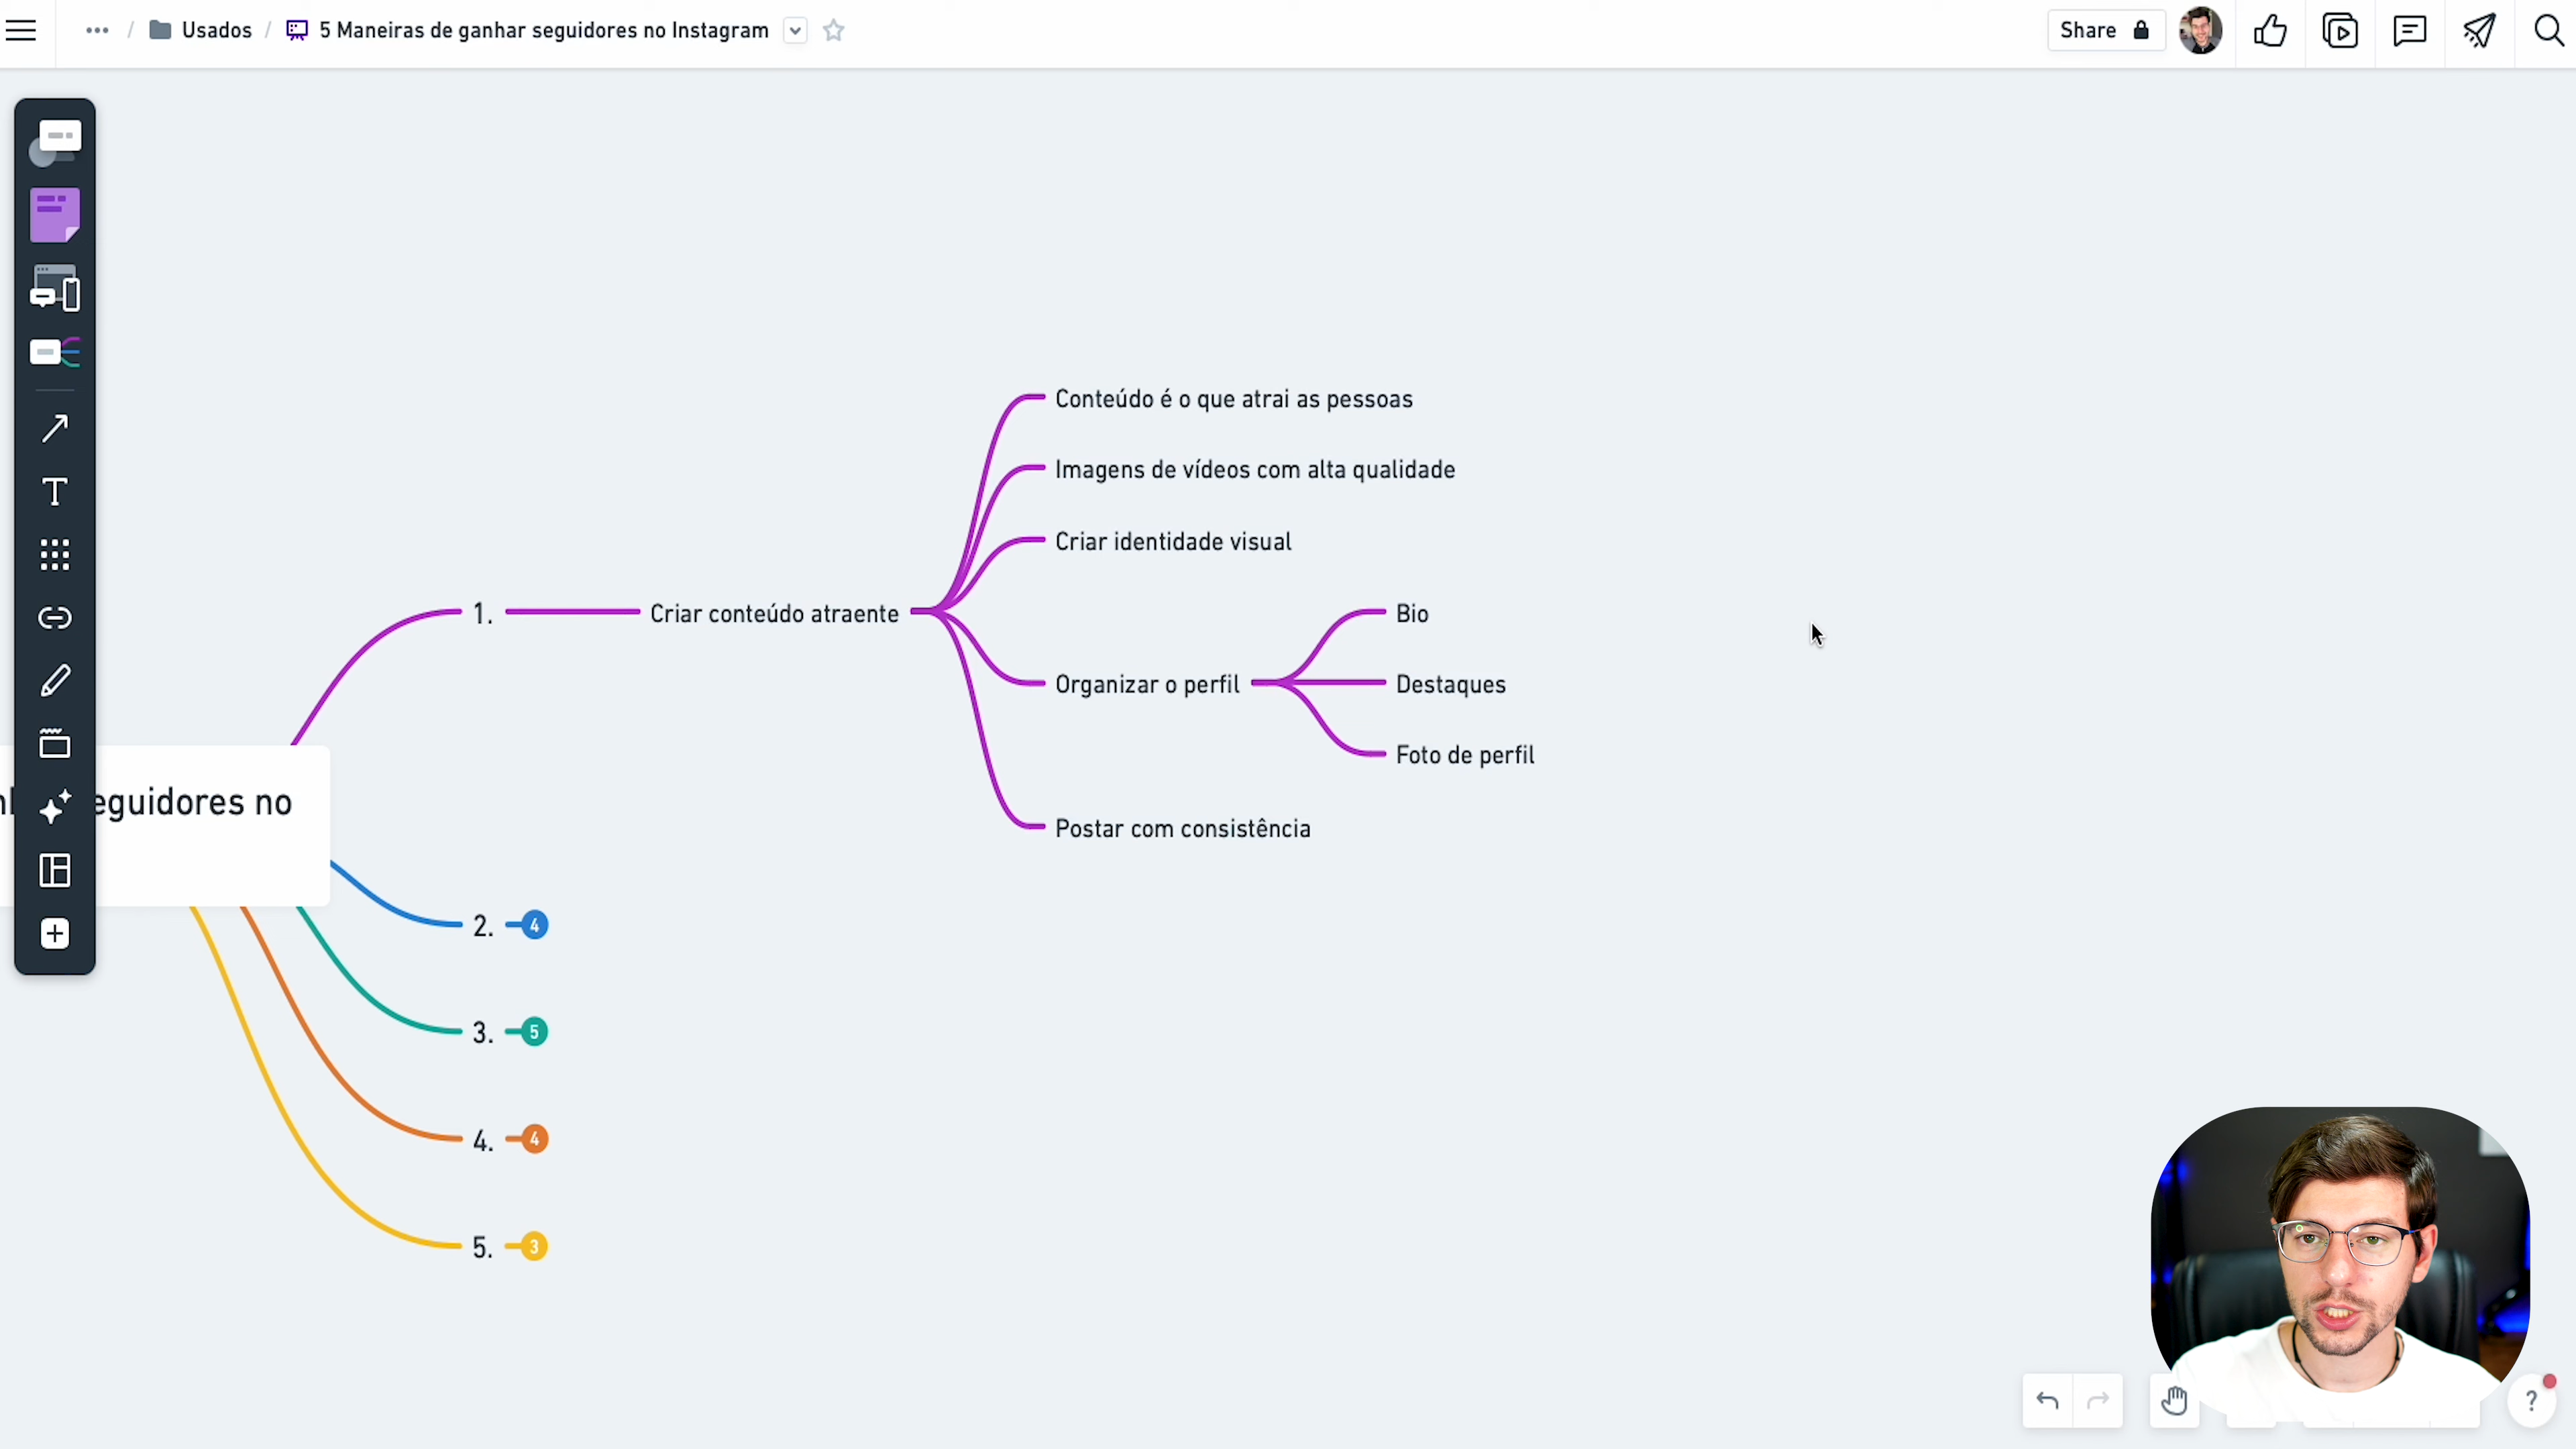 ... / Usados / 5 Maneiras de ganhar seguidores no Instagram
Share
Conteúdo é o que atrai as pessoas
Imagens de vídeos com alta qualidade
Criar identidade visual
1. Criar conteúdo atraente
Bio
Organizar o perfil
Destaques
Foto de perfil
Postar com consistência
seguidores no
2. 4
3. 5
4. 4
5. 3
?